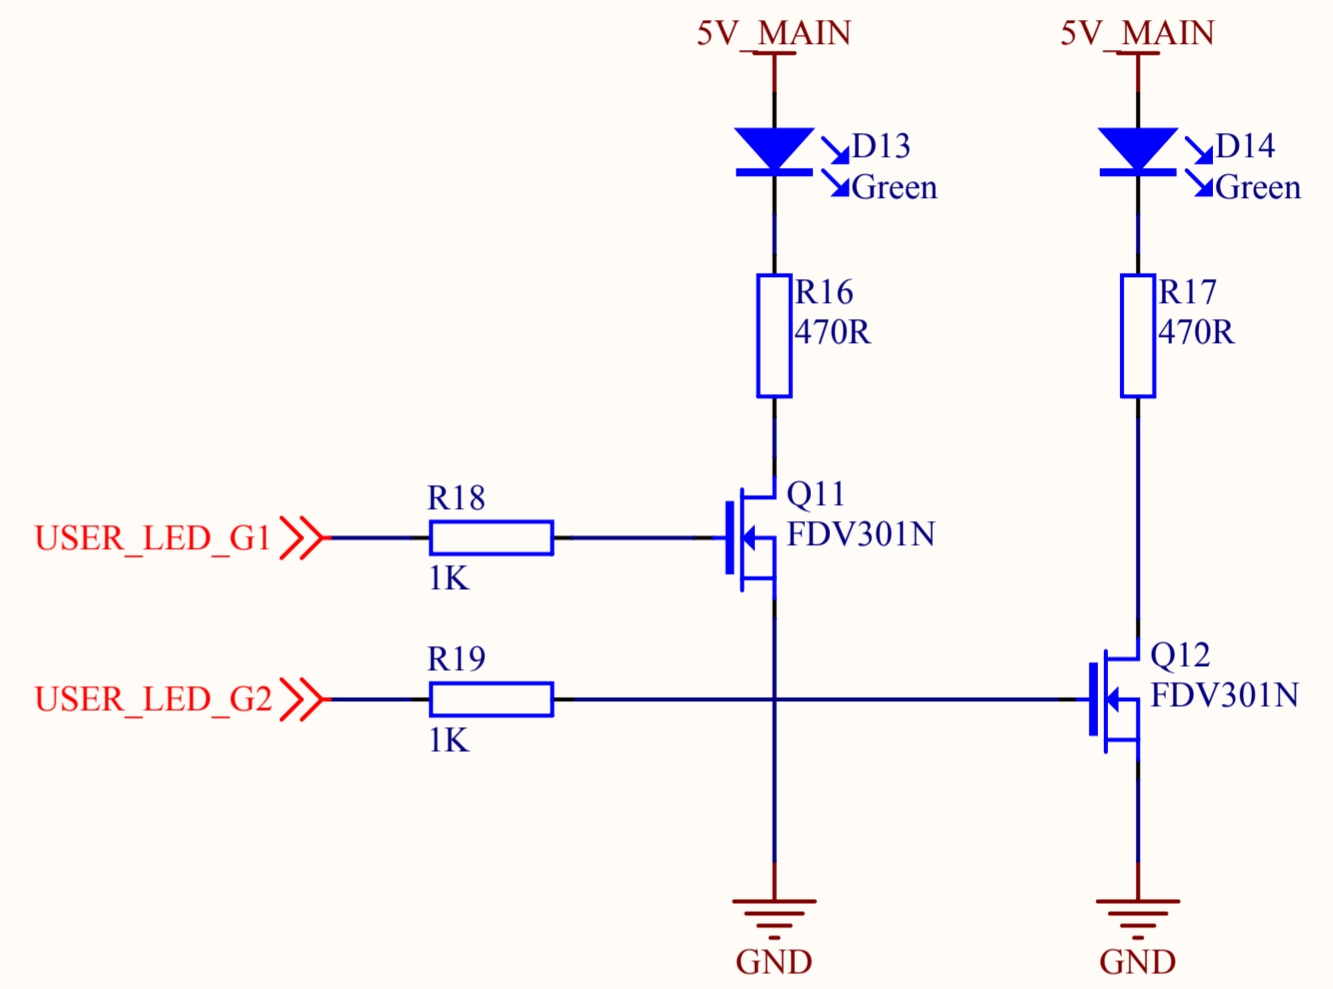 5V_MAIN
5V_MAIN
D13
Green
D14
Green
R16
470R
R17
470R
R18
1K
Q11
FDV301N
USER_LED_G1
R19
1K
Q12
FDV301N
USER_LED_G2
GND
GND